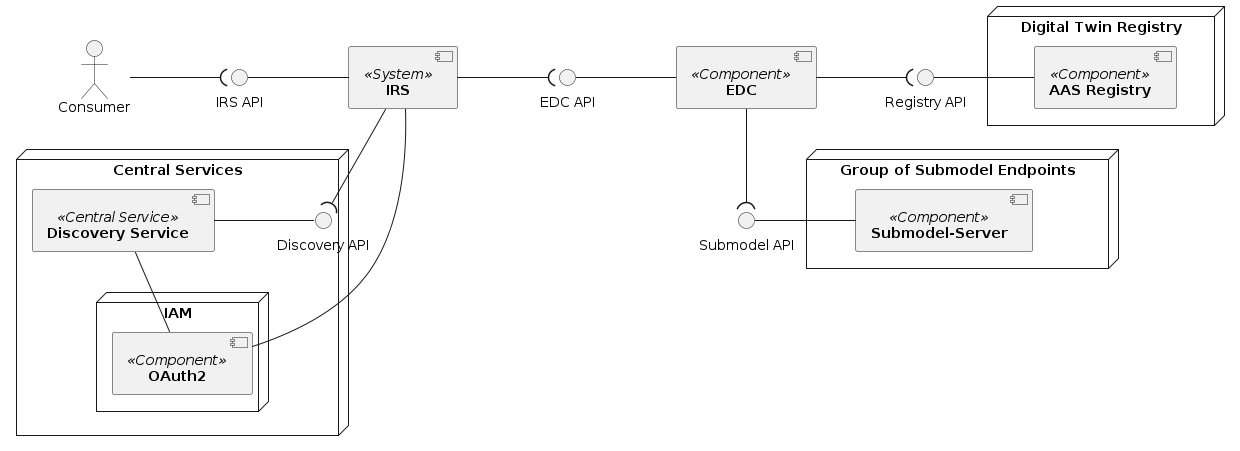 Digital Twin Registry
«System»
IRS
«Component»
EDC
«Component»
AAS Registry
Consumer
IRS API
EDC API
Registry API
Central Services
Group of Submodel Endpoints
«Central Service»
Discovery Service
«Component»
Submodel-Server
Discovery API
Submodel API
IAM
«Component»
OAuth2